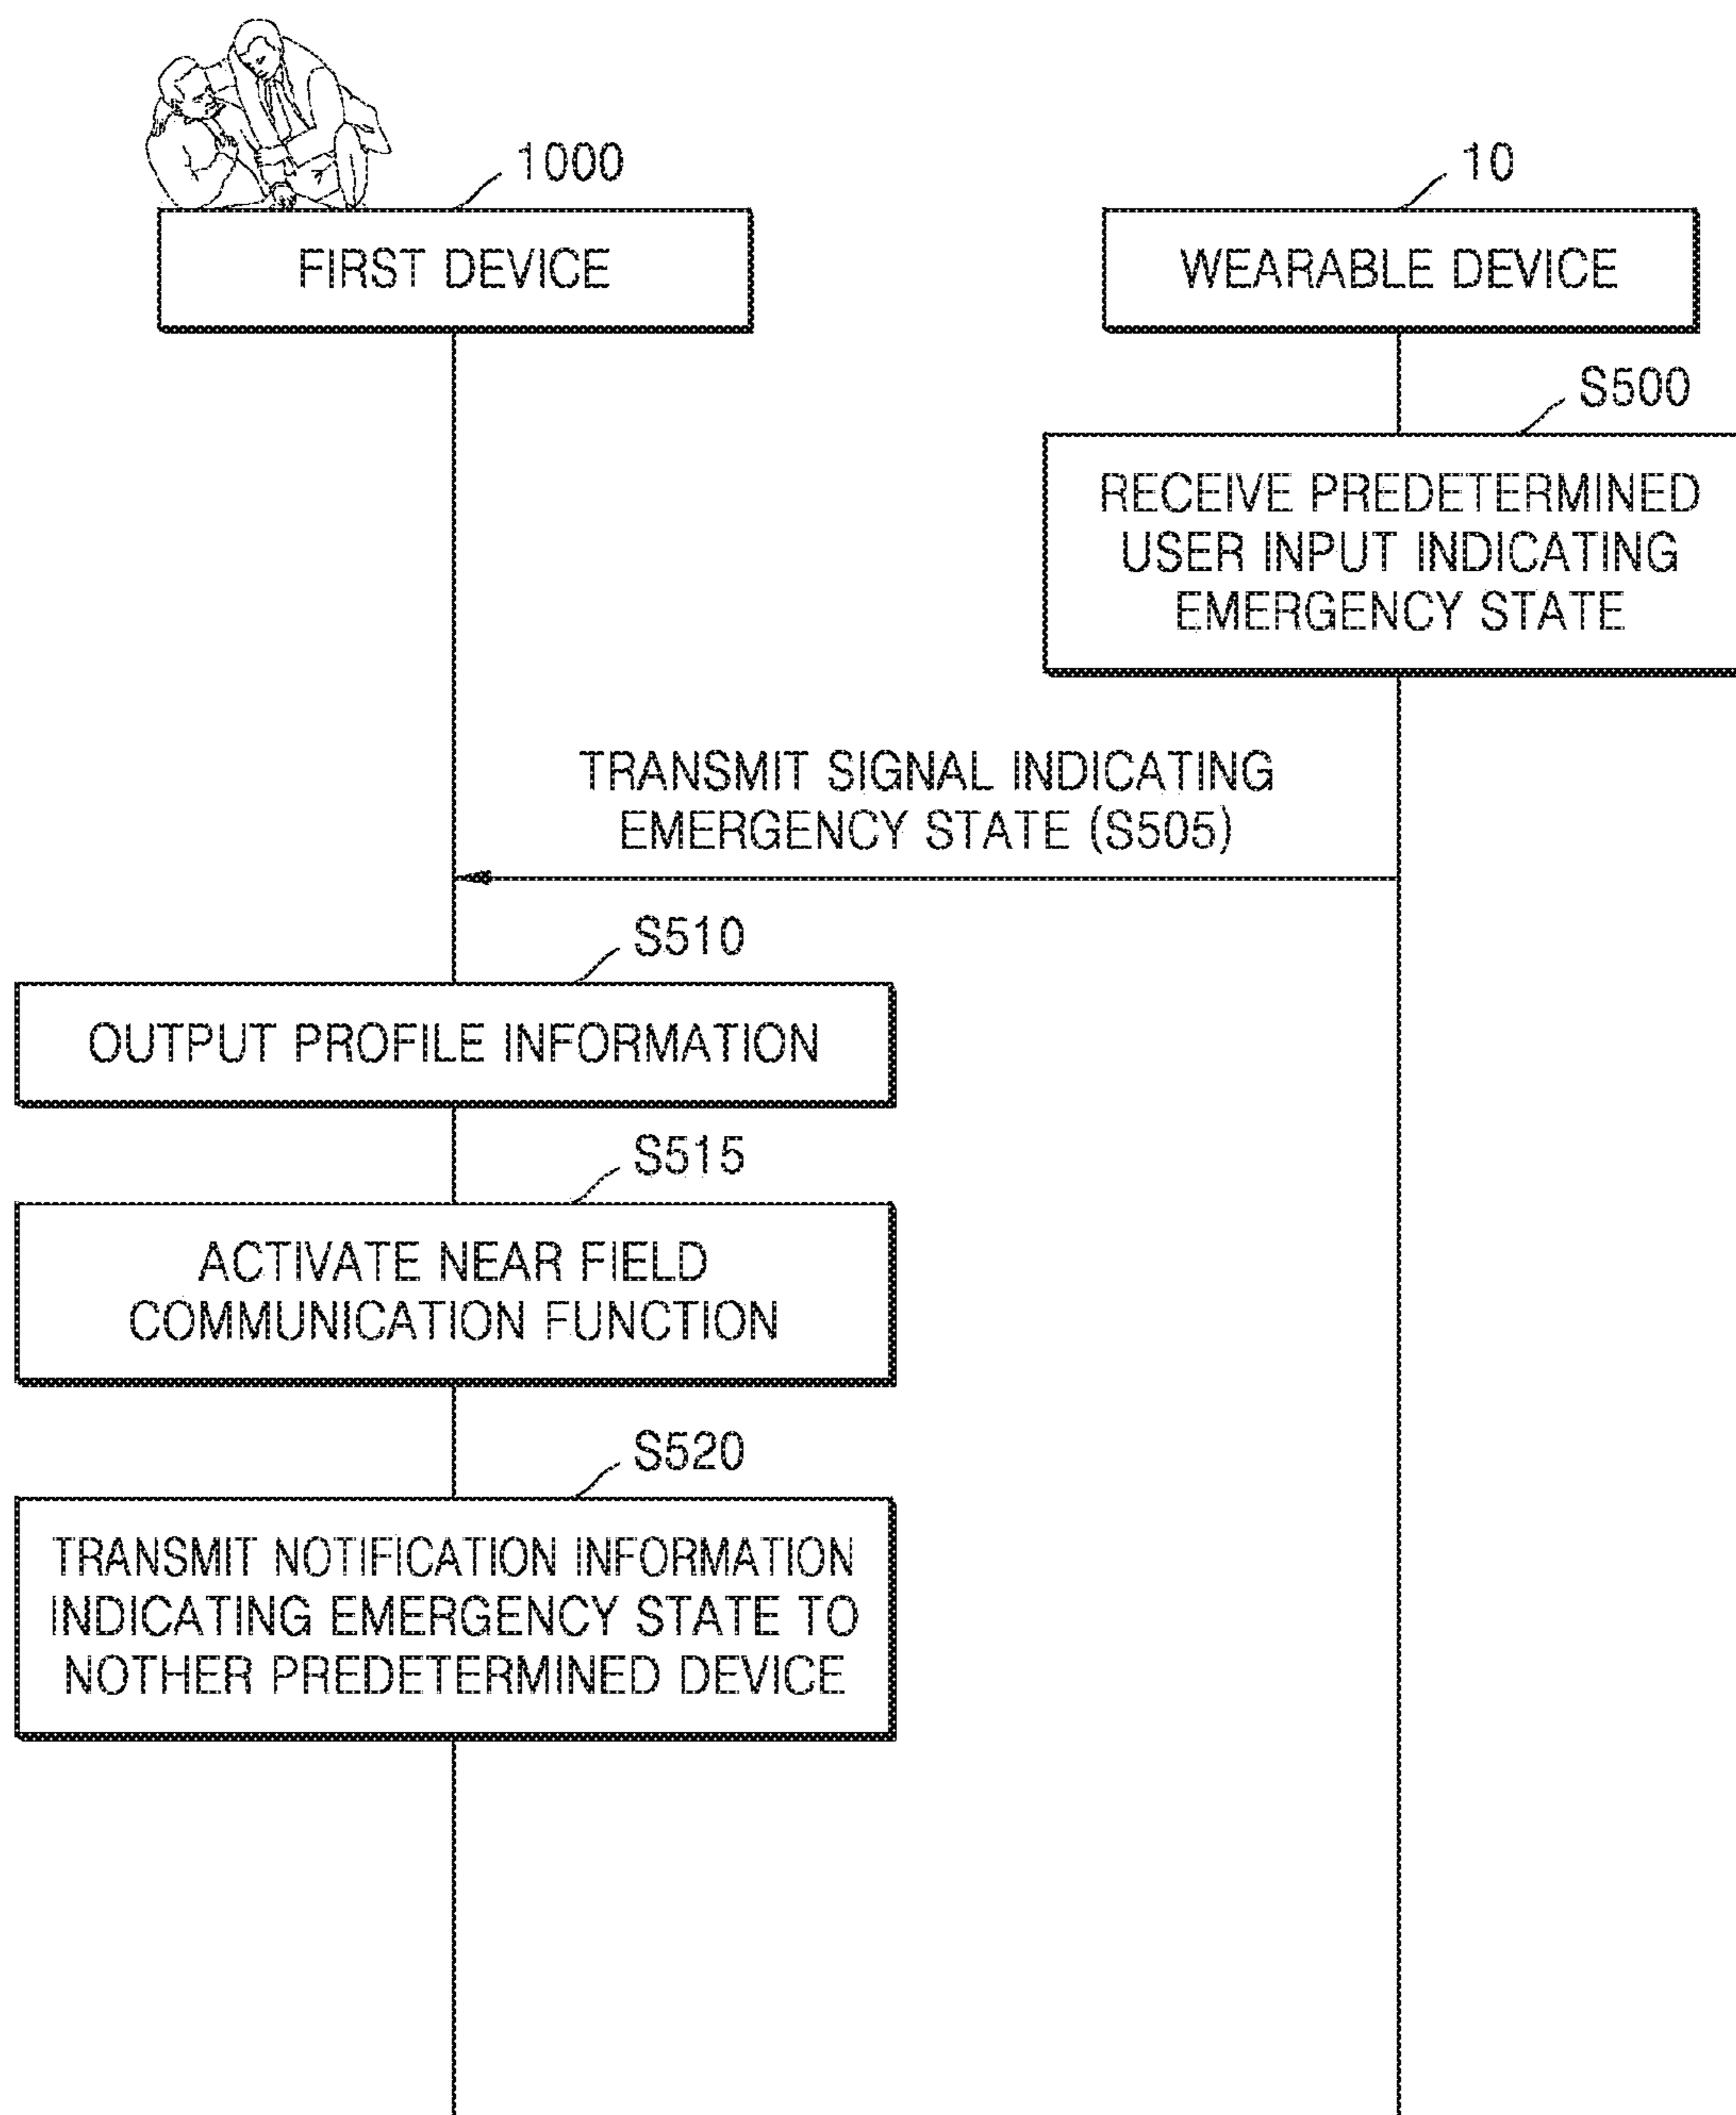 1000
10
FIRST DEVICE
WEARABLE DEVICE
S500
RECEIVE PREDETERMINED
USER INPUT INDICATING
EMERGENCY STATE
TRANSMIT SIGNAL INDICATING
EMERGENCY STATE (S505)
S510
OUTPUT PROFILE INFORMATION
S515
ACTIVATE NEAR FIELD
COMMUNICATION FUNCTION
S520
TRANSMIT NOTIFICATION INFORMATION
INDICATING EMERGENCY STATE TO
NOTHER PREDETERMINED DEVICE